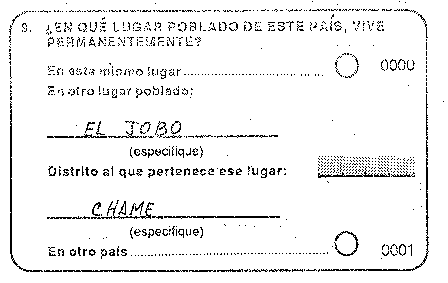 9. ¿EN QUÉ LUGAR POBLADO DE ESTE PAÍS, VIVE
PERMANENTEMENTE?
En este mismo lugar ........................ 0000
En otro lugar poblado:
EL JOBO
(especifique)
Distrito al que pertenece ese lugar:
CHAME
(especifique)
En otro país ........................ 0001